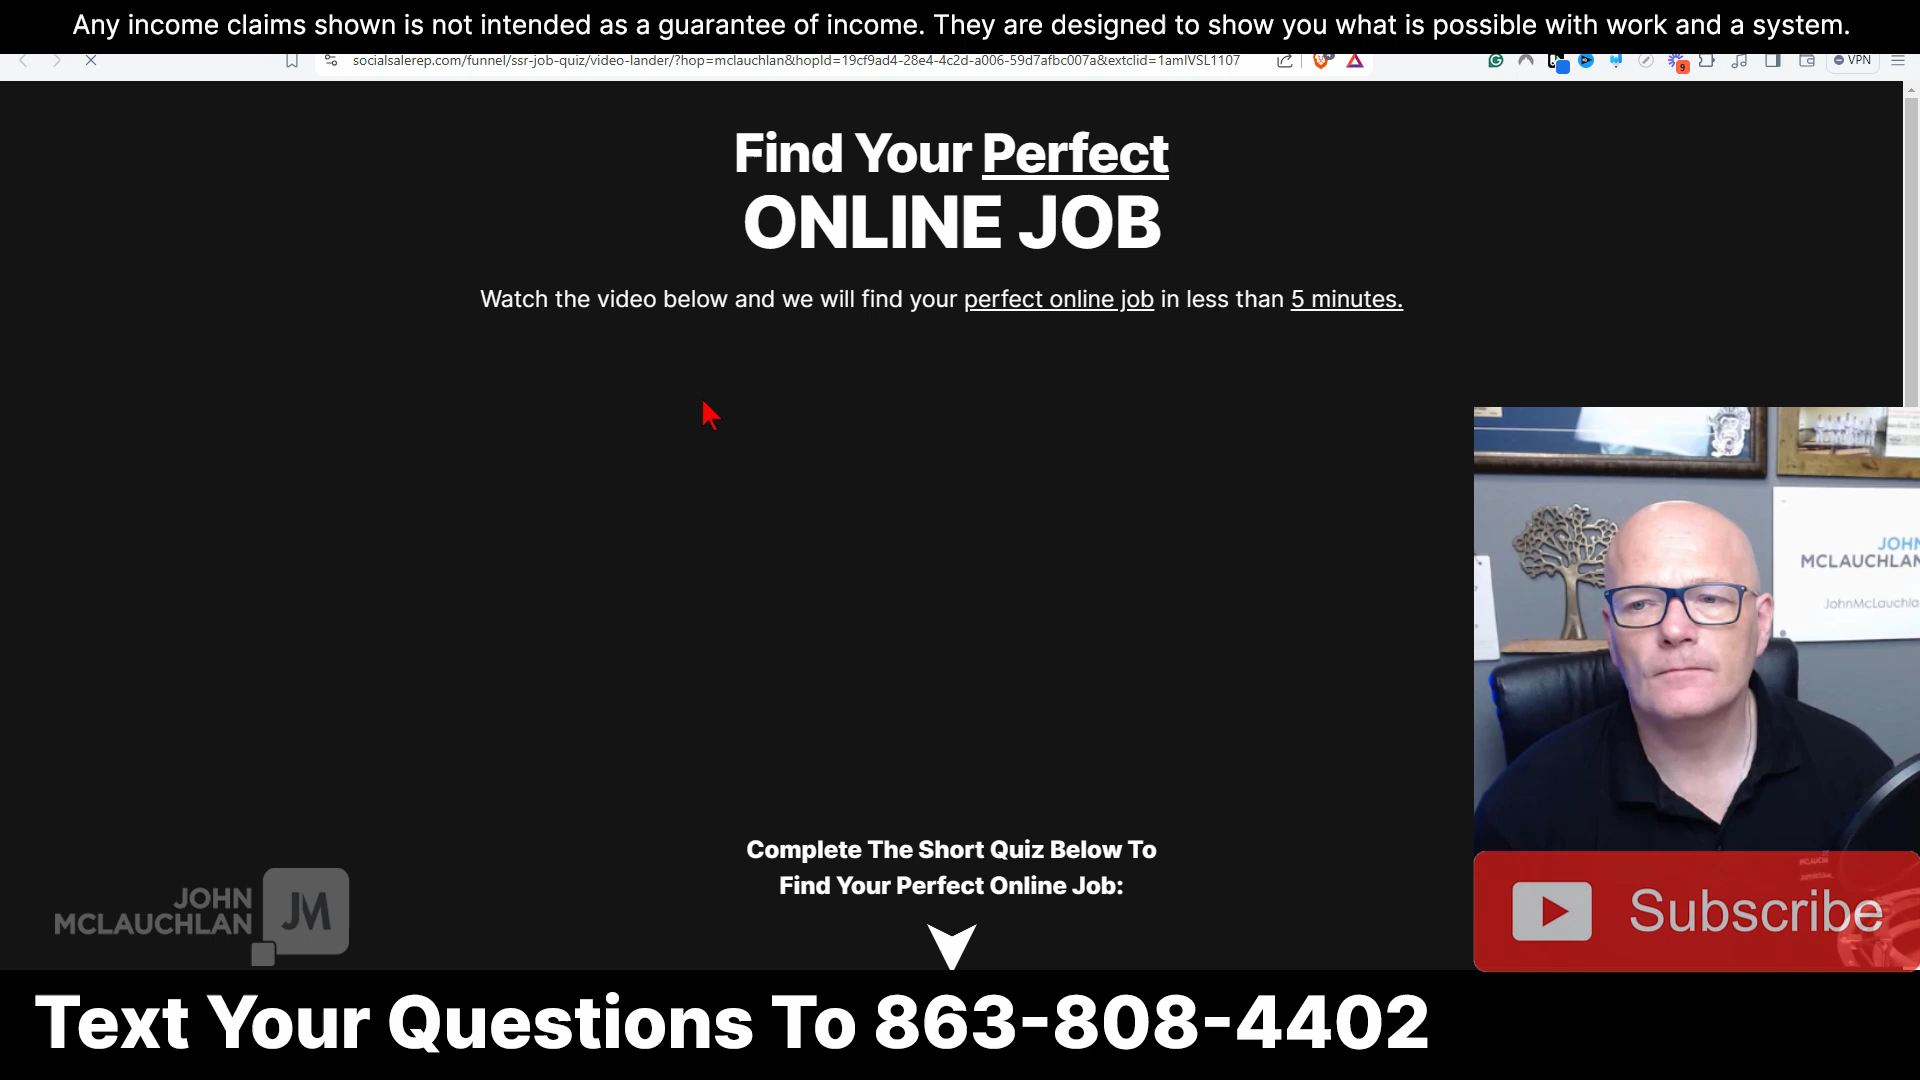 Any income claims shown is not intended as a guarantee of income. They are designed to show you what is possible with work and a system.
socialsalerep.com/funnel/ssr-job-quiz/video-lander/?hop=mclauchlan&hopId=19cf9ad4-28e4-4c2d-a006-59d7afbc007a&extclid=1amIVSL1107
9
VPN
Find Your Perfect
ONLINE JOB
Watch the video below and we will find your perfect online job in less than 5 minutes.
JOHN
MCLAUCHLAN
JohnMcLauchla
Complete The Short Quiz Below To
Find Your Perfect Online Job:
JOHN
MCLAUCHLAN
JM
Subscribe
Text Your Questions To 863-808-4402